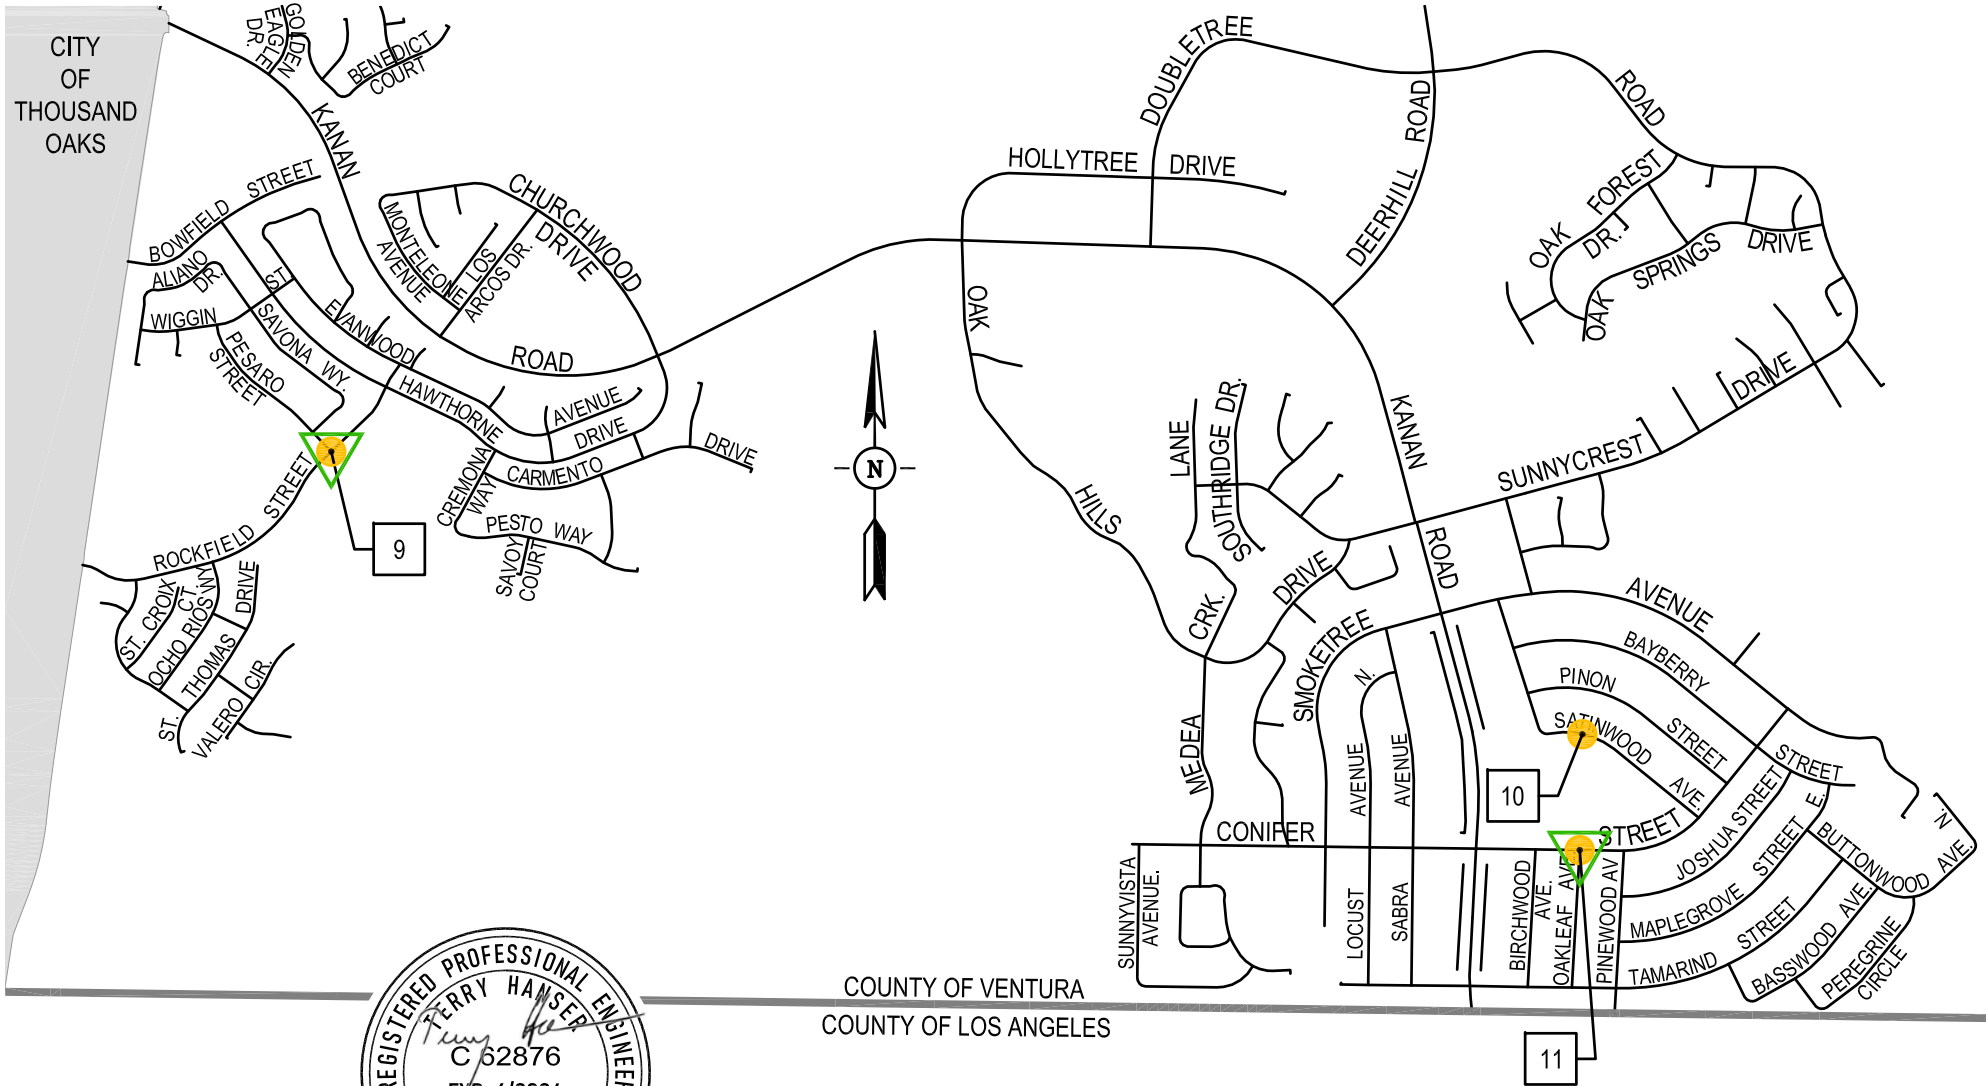 CITY
OF
THOUSAND
OAKS
GOLDEN
EAGLE
DR.
BENEDICT
COURT
KANAN
BOWFIELD STREET
ALIANO
DR.
WIGGIN ST.
PESARO
STREET
SAVONA WY.
EVANWOOD AVENUE
HAWTHORNE DRIVE
MONTELEONE
AVENUE
LOS
ARCOS DR.
CHURCHWOOD
DRIVE
ROAD
CARMENTO DRIVE
CREMONA
WAY
PESTO WAY
SAVOY
COURT
ROCKFIELD STREET
9
ST. CROIX
CT.
OCHO RIOS WY
ST. THOMAS DRIVE
VALERO CIR.
N
DOUBLETREE ROAD
HOLLYTREE DRIVE
DEERHILL ROAD
OAK FOREST
DR.
OAK SPRINGS DRIVE
OAK HILLS DRIVE
KANAN ROAD
LANE
SOUTHRIDGE DR.
SUNNYCREST DRIVE
MEDEA CRK.
SMOKETREE AVENUE
BAYBERRY STREET
PINON STREET
SATINWOOD AVE.
10
N.
AVENUE
AVENUE
LOCUST
SABRA
CONIFER STREET
SUNNYVISTA
AVENUE.
BIRCHWOOD
AVE.
OAKLEAF AVE
PINEWOOD AV
JOSHUA STREET
MAPLEGROVE STREET E.
TAMARIND STREET
BUTTONWOOD AVE.
N.
BASSWOOD AVE.
PEREGRINE
CIRCLE
11
COUNTY OF VENTURA
COUNTY OF LOS ANGELES
REGISTERED PROFESSIONAL ENGINEER
TERRY HANSEN
C 62876